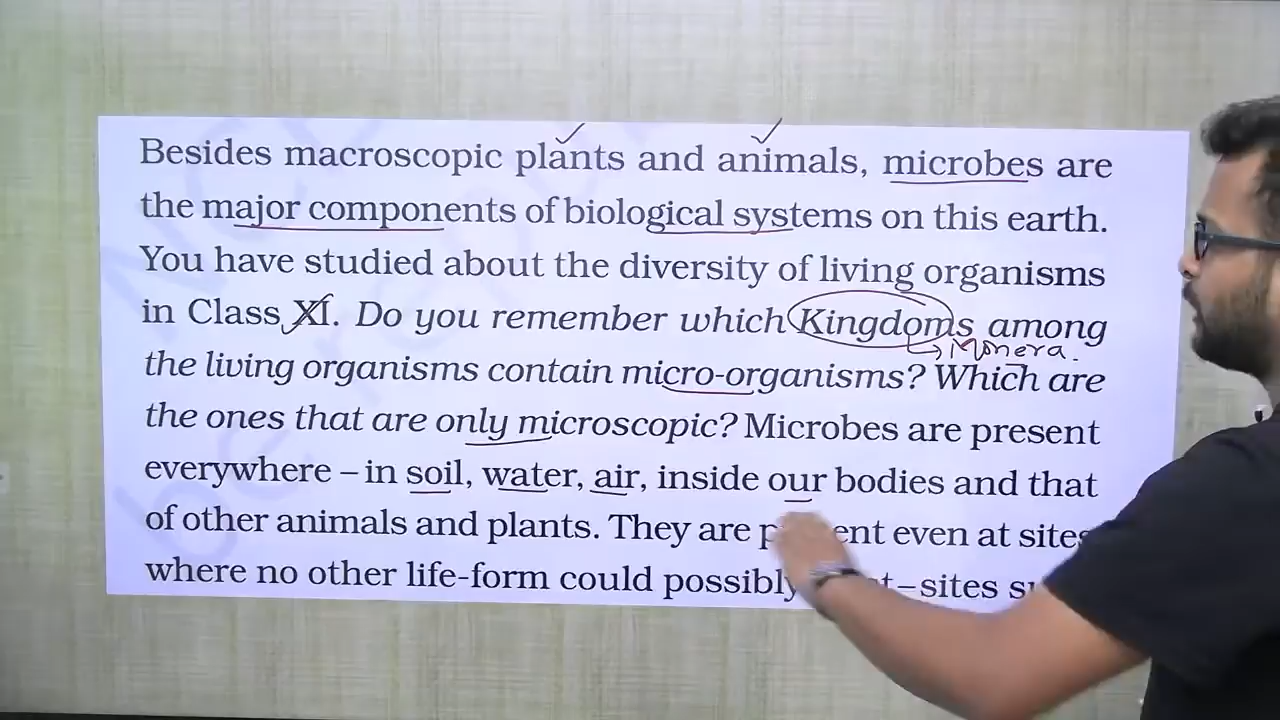 Besides macroscopic plants and animals, microbes are
the major components of biological systems on this earth.
You have studied about the diversity of living organisms
in Class XI. Do you remember which Kingdoms among
Monera.
the living organisms contain micro-organisms? Which are
the ones that are only microscopic? Microbes are present
everywhere – in soil, water, air, inside our bodies and that
of other animals and plants. They are even at sites
where no other life-form could possibly –sites